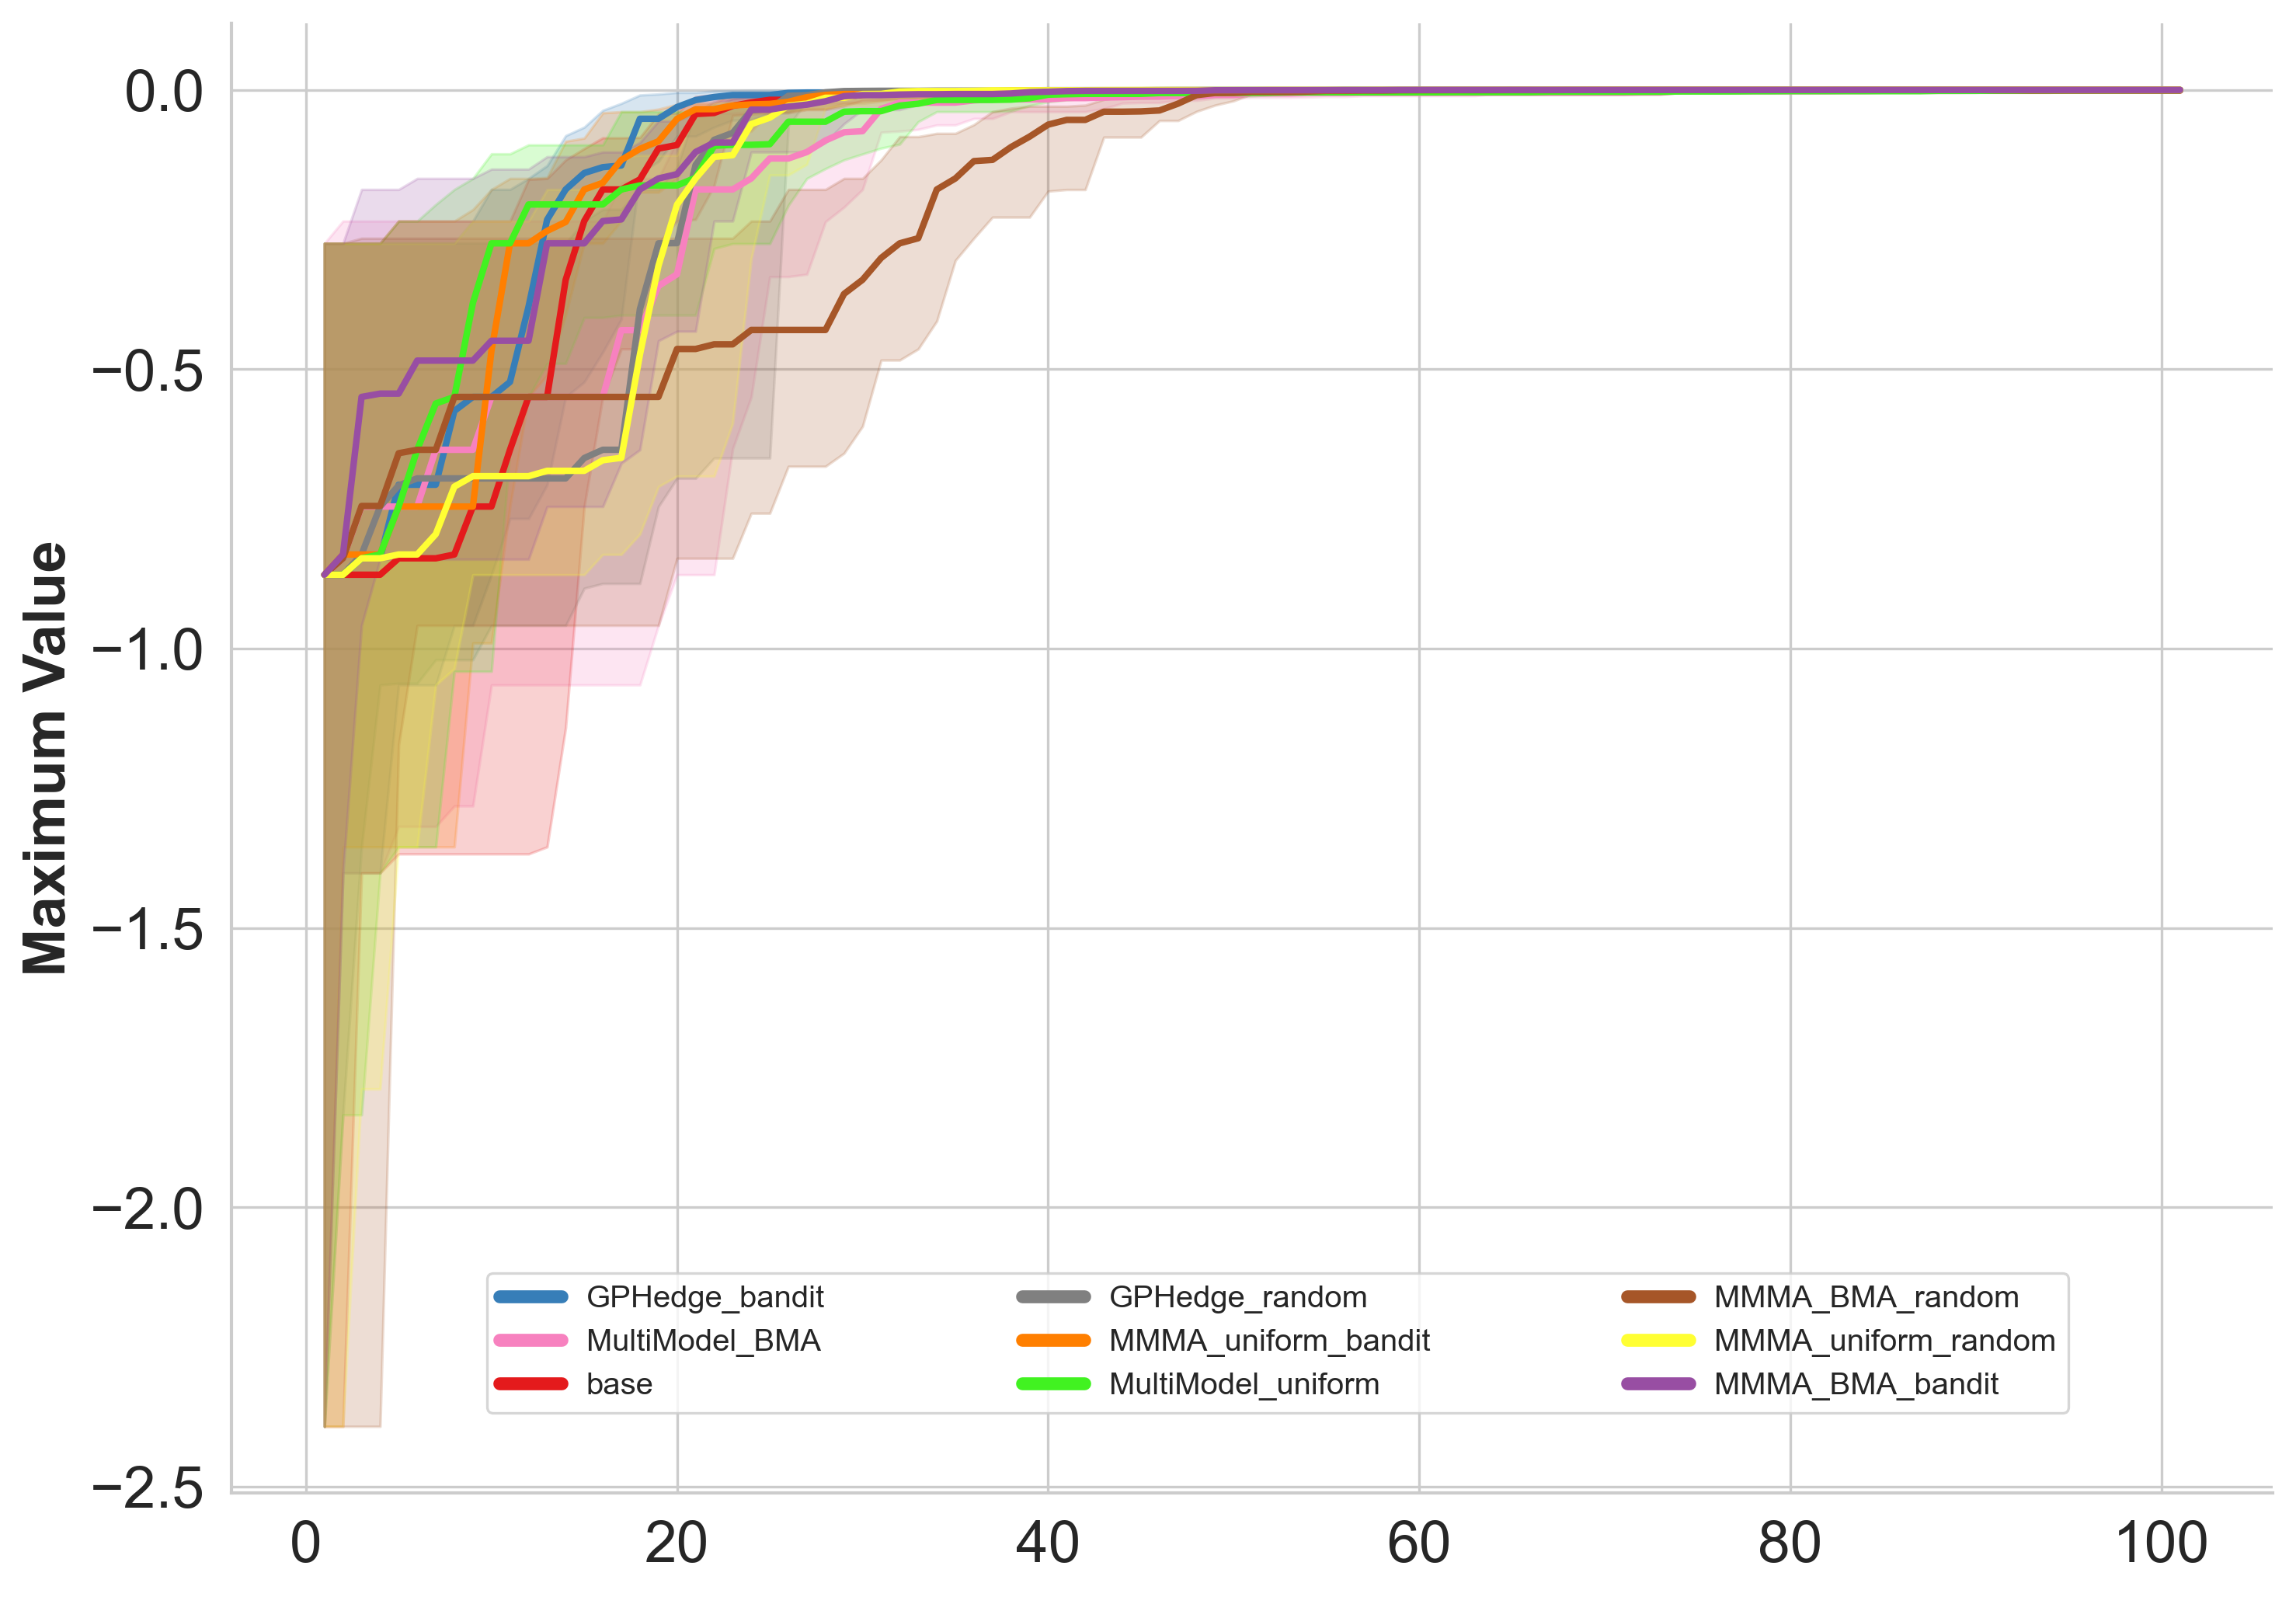 Maximum Value
0.0
−0.5
−1.0
−1.5
−2.0
−2.5
GPHedge_bandit
MultiModel_BMA
base
GPHedge_random
MMMA_uniform_bandit
MultiModel_uniform
MMMA_BMA_random
MMMA_uniform_random
MMMA_BMA_bandit
0 20 40 60 80 100